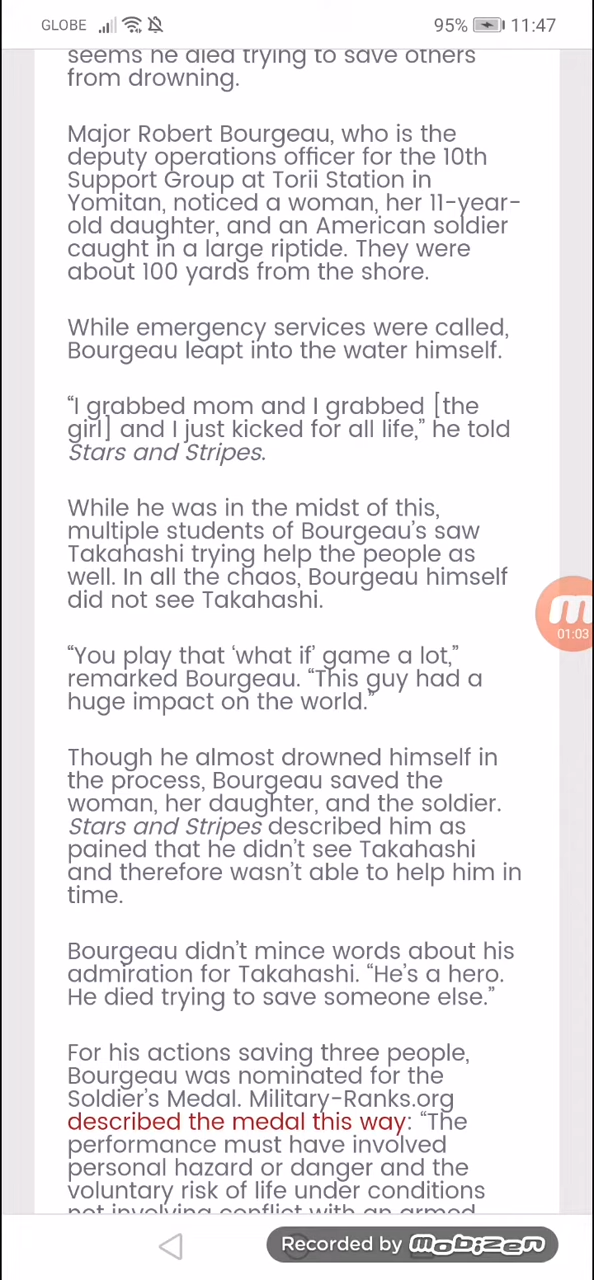 GLOBE 95% 11:47
seems he died trying to save others
from drowning.
Major Robert Bourgeau, who is the
deputy operations officer for the 10th
Support Group at Torii Station in
Yomitan, noticed a woman, her 11-year-
old daughter, and an American soldier
caught in a large riptide. They were
about 100 yards from the shore.
While emergency services were called,
Bourgeau leapt into the water himself.
“I grabbed mom and I grabbed [the
girl] and I just kicked for all life,” he told
Stars and Stripes.
While he was in the midst of this,
multiple students of Bourgeau’s saw
Takahashi trying help the people as
well. In all the chaos, Bourgeau himself
did not see Takahashi.
“You play that ‘what if’ game a lot,”
remarked Bourgeau. “This guy had a
huge impact on the world.”
Though he almost drowned himself in
the process, Bourgeau saved the
woman, her daughter, and the soldier.
Stars and Stripes described him as
pained that he didn’t see Takahashi
and therefore wasn’t able to help him in
time.
Bourgeau didn’t mince words about his
admiration for Takahashi. “He’s a hero.
He died trying to save someone else.”
For his actions saving three people,
Bourgeau was nominated for the
Soldier’s Medal. Military-Ranks.org
described the medal this way: “The
performance must have involved
personal hazard or danger and the
voluntary risk of life under conditions
not involving conflict with an armed
m
01:03
Recorded by mobizen